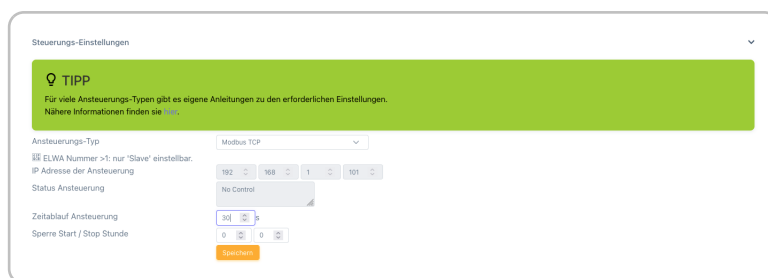 Steuerungs-Einstellungen
TIPP
Für viele Ansteuerungs-Typen gibt es eigene Anleitungen zu den erforderlichen Einstellungen.
Nähere Informationen finden sie hier.
Ansteuerungs-Typ Modbus TCP
ELWA Nummer >1: nur 'Slave' einstellbar.
IP Adresse der Ansteuerung 192 168 1 101
Status Ansteuerung No Control
Zeitablauf Ansteuerung 30 s
Sperre Start / Stop Stunde 0 0
Speichern